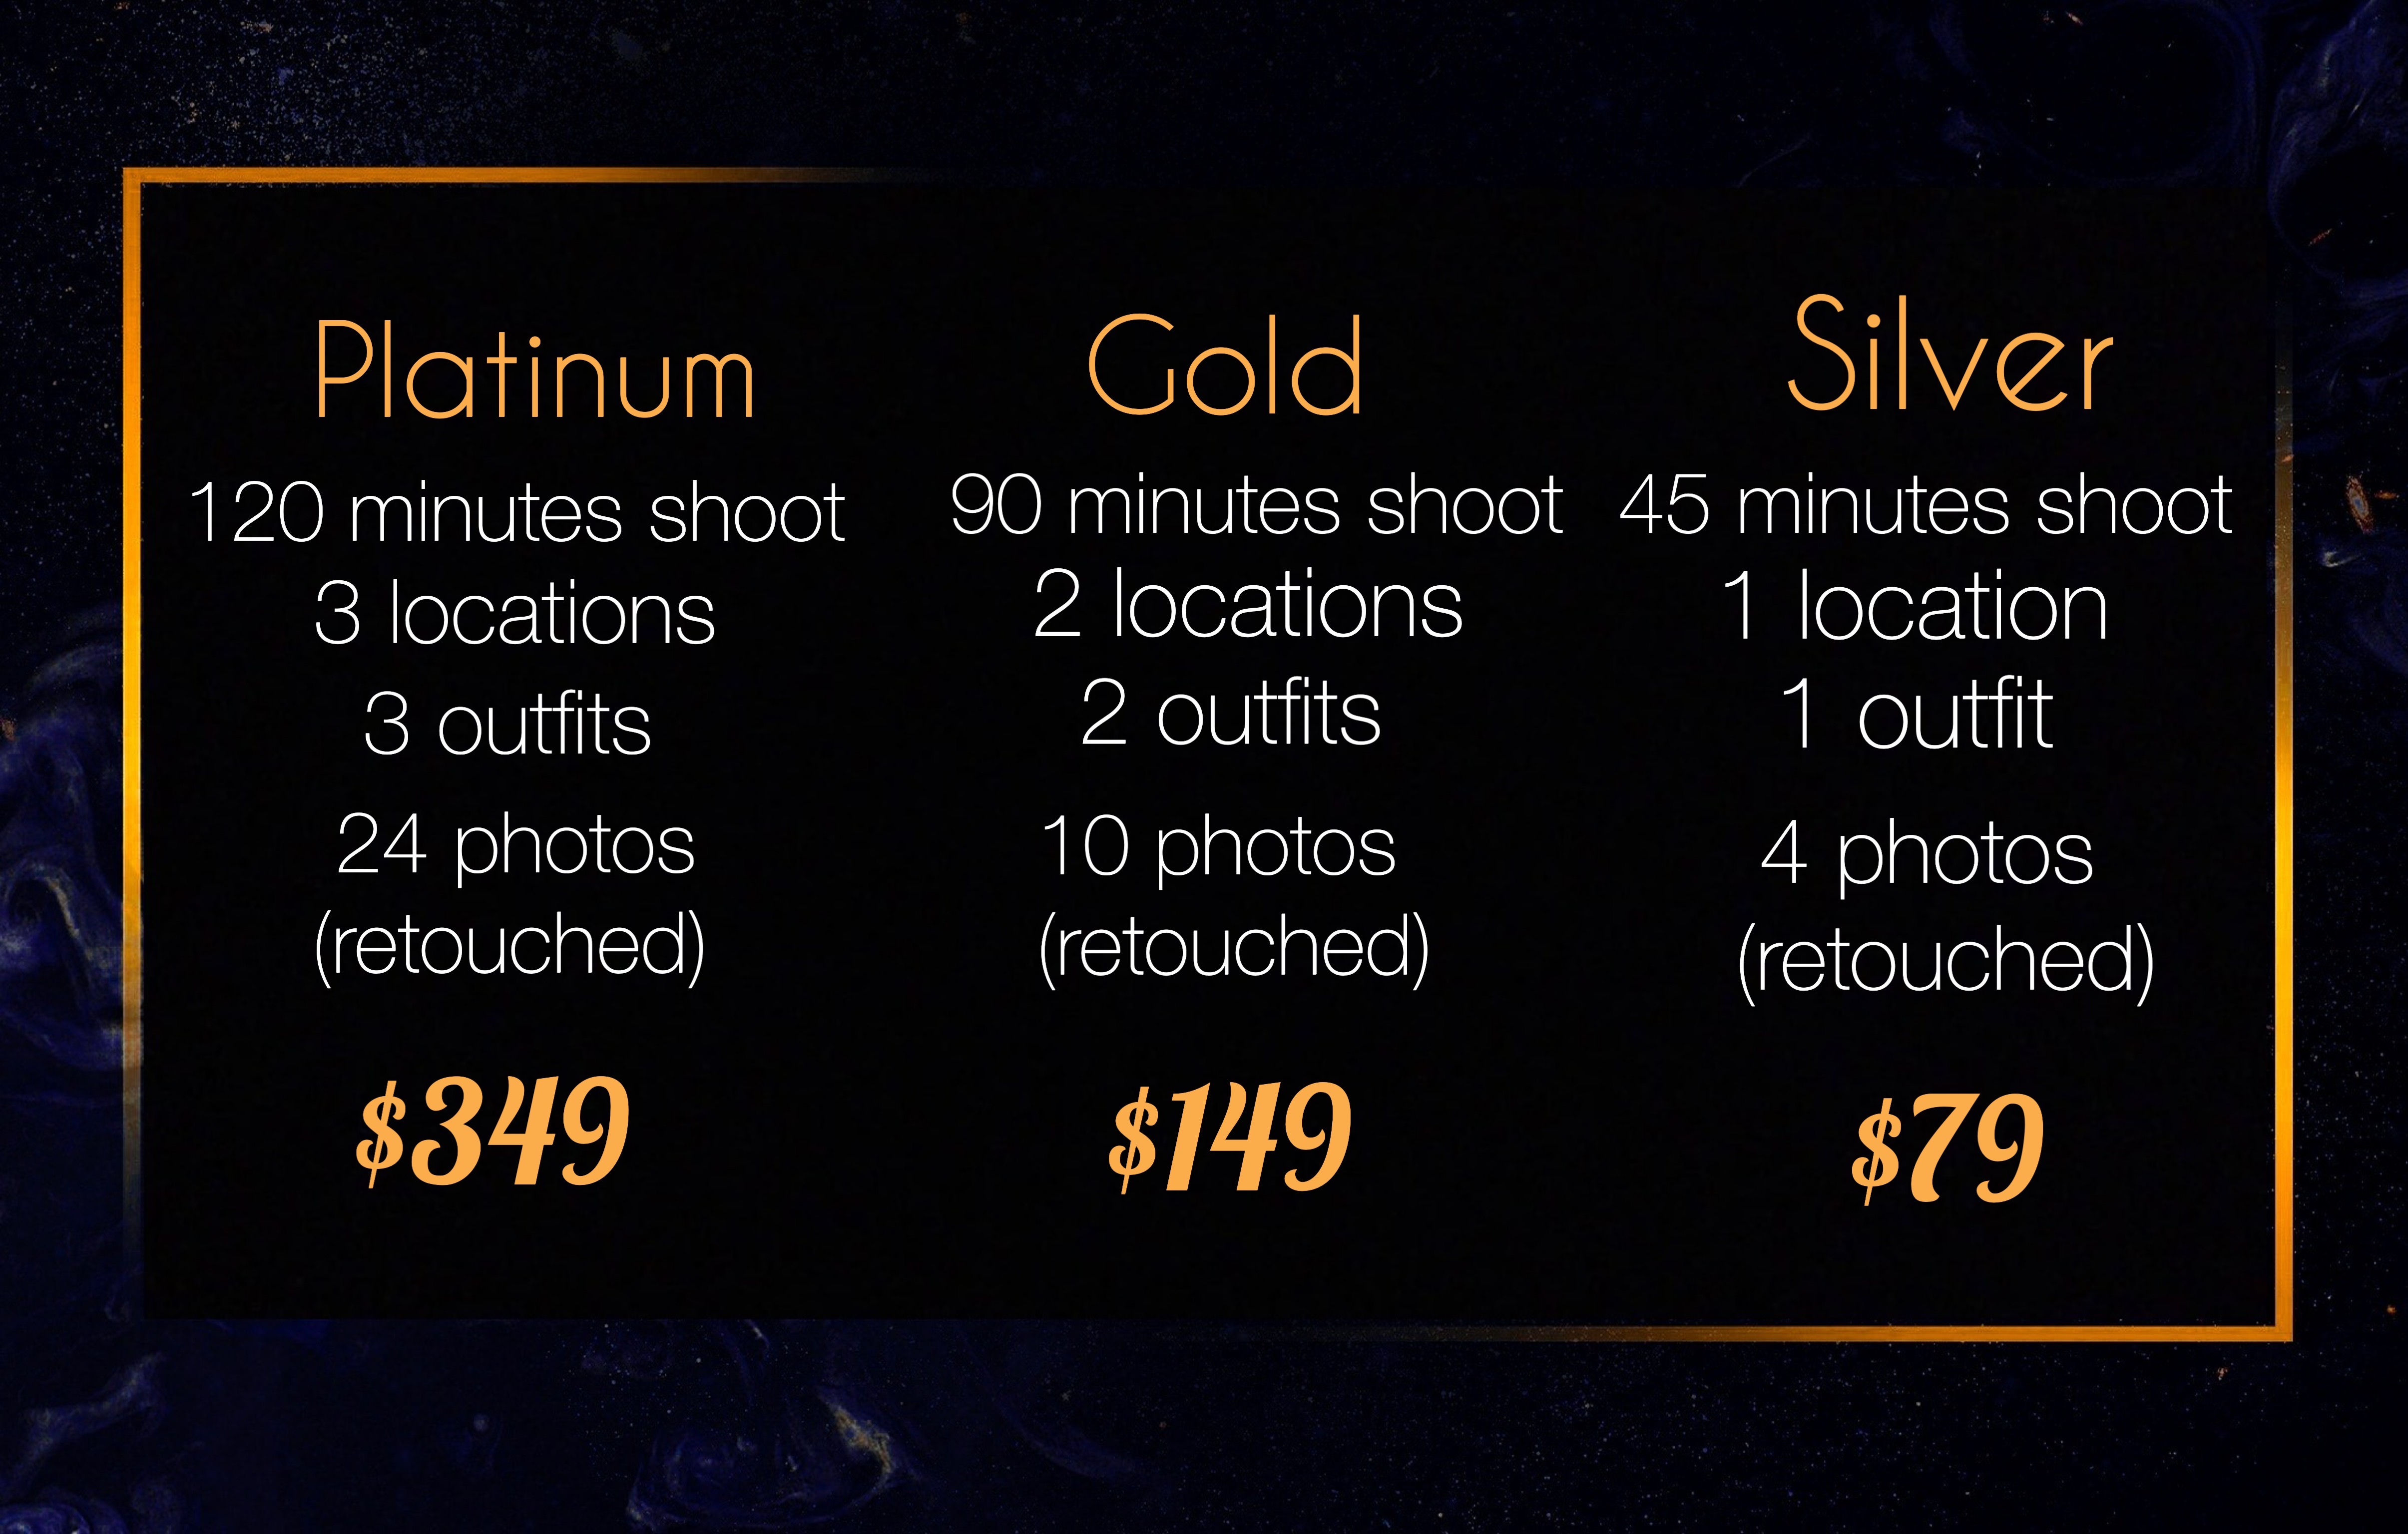 Platinum
120 minutes shoot
3 locations
3 outfits
24 photos
(retouched)
$349
Gold
90 minutes shoot
2 locations
2 outfits
10 photos
(retouched)
$149
Silver
45 minutes shoot
1 location
1 outfit
4 photos
(retouched)
$79